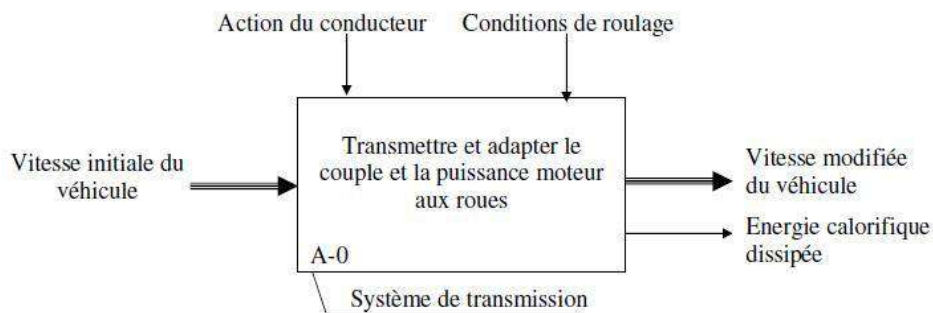 Action du conducteur
Conditions de roulage
Vitesse initiale du
véhicule
Transmettre et adapter le
couple et la puissance moteur
aux roues
A-0
Vitesse modifiée
du véhicule
Energie calorifique
dissipée
Système de transmission